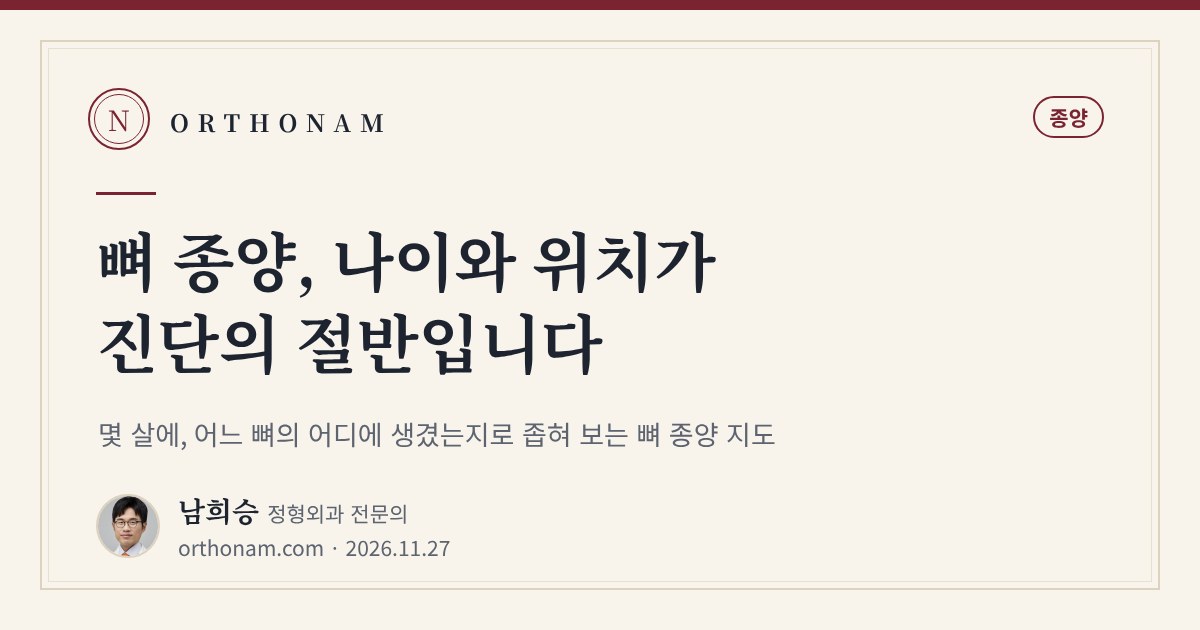 N ORTHONAM
종양
뼈 종양, 나이와 위치가
진단의 절반입니다
몇 살에, 어느 뼈의 어디에 생겼는지로 좁혀 보는 뼈 종양 지도
남희승 정형외과 전문의
orthonam.com · 2026.11.27